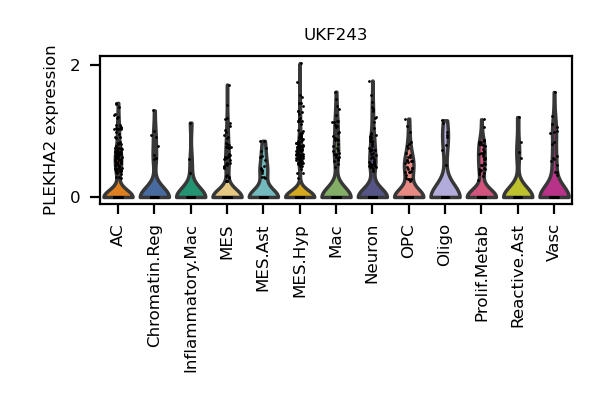 UKF243
PLEKHA2 expression
2
0
AC
Chromatin.Reg
Inflammatory.Mac
MES
MES.Ast
MES.Hyp
Mac
Neuron
OPC
Oligo
Prolif.Metab
Reactive.Ast
Vasc